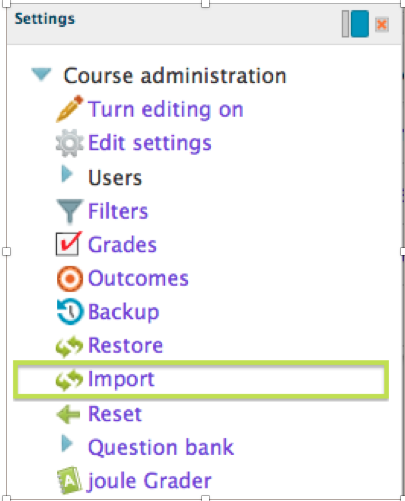 Settings
Course administration
Turn editing on
Edit settings
Users
Filters
Grades
Outcomes
Backup
Restore
Import
Reset
Question bank
joule Grader